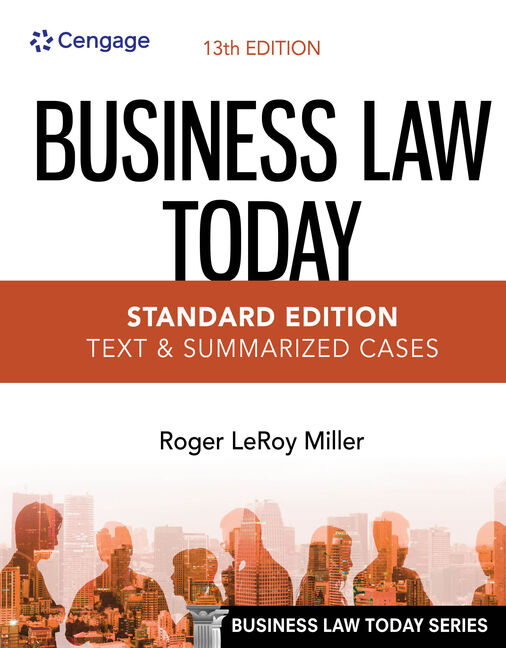 Cengage
13th EDITION
BUSINESS LAW
TODAY
STANDARD EDITION
TEXT & SUMMARIZED CASES
Roger LeRoy Miller
BUSINESS LAW TODAY SERIES